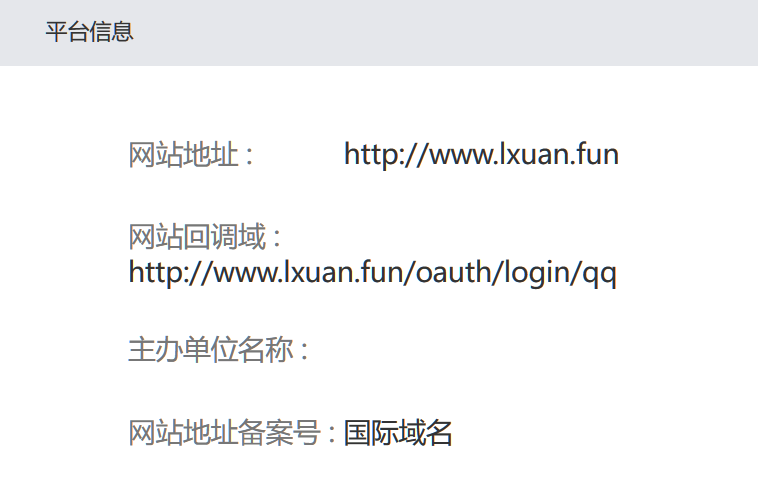 平台信息
网站地址： http://www.lxuan.fun
网站回调域：
http://www.lxuan.fun/oauth/login/qq
主办单位名称：
网站地址备案号：国际域名